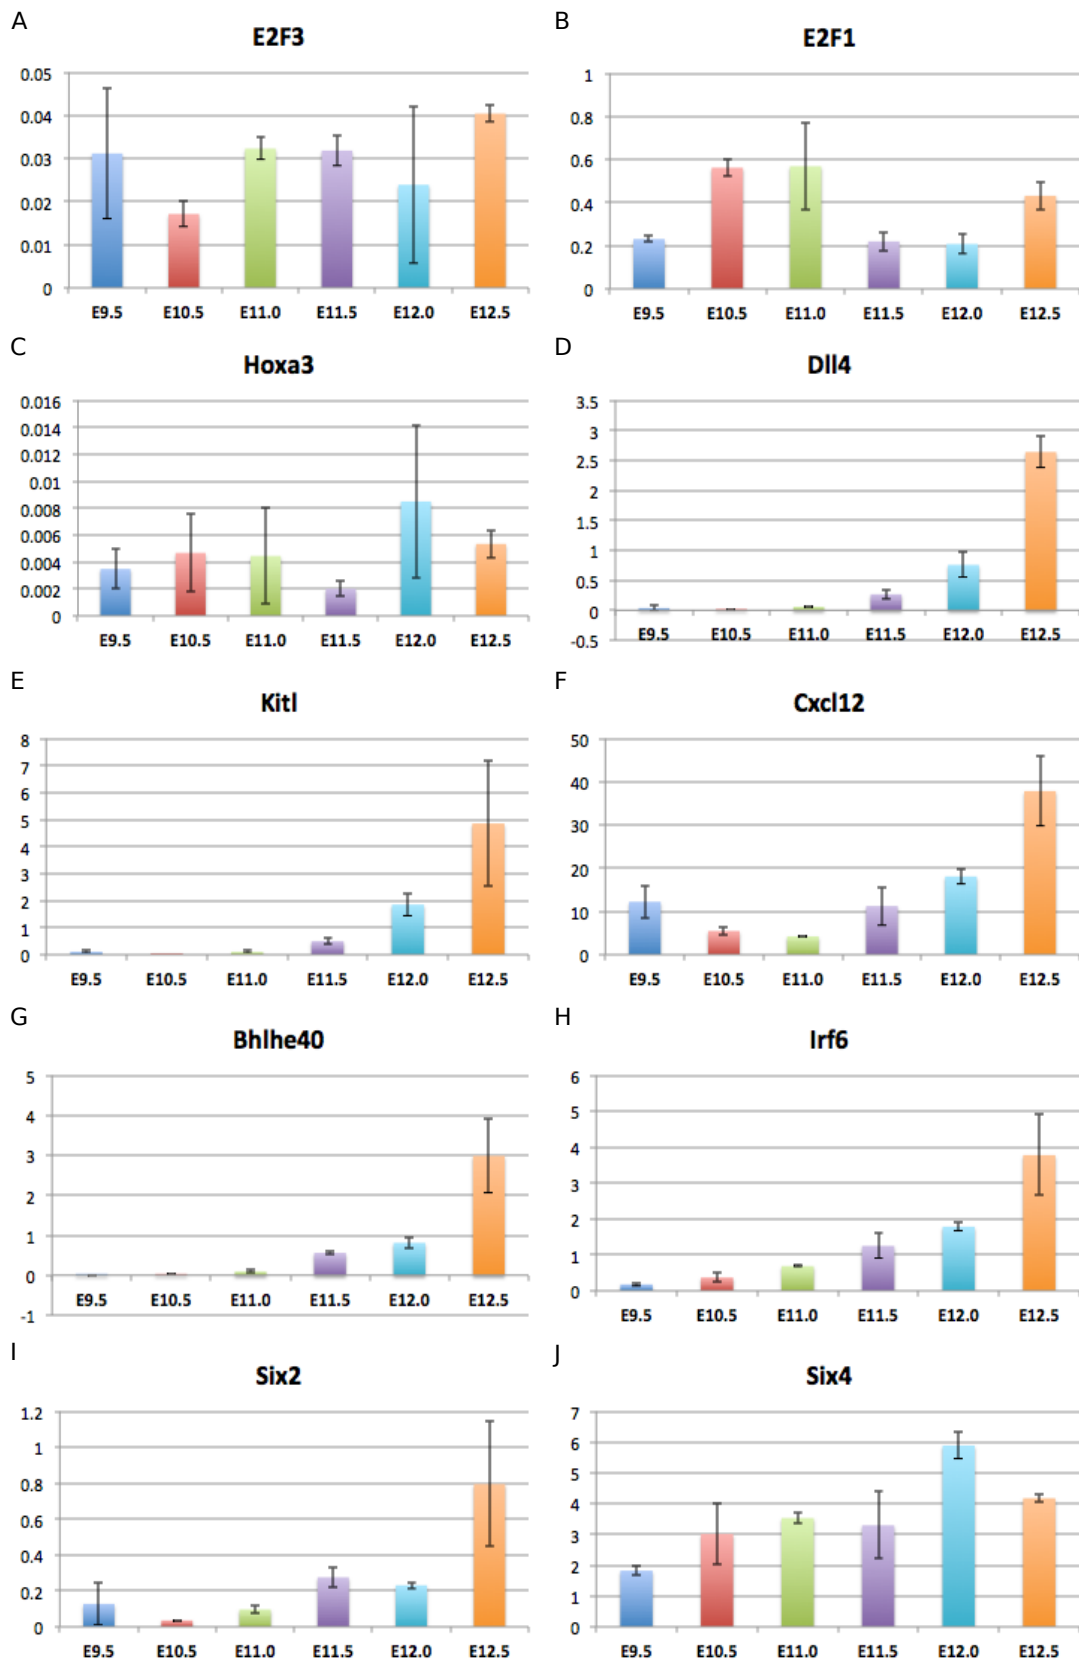 A
E2F3
0.05
0.04
0.03
0.02
0.01
0
E9.5 E10.5 E11.0 E11.5 E12.0 E12.5
B
E2F1
1
0.8
0.6
0.4
0.2
0
E9.5 E10.5 E11.0 E11.5 E12.0 E12.5
C
Hoxa3
0.016
0.014
0.012
0.01
0.008
0.006
0.004
0.002
0
E9.5 E10.5 E11.0 E11.5 E12.0 E12.5
D
Dll4
3.5
3
2.5
2
1.5
1
0.5
0
-0.5
E9.5 E10.5 E11.0 E11.5 E12.0 E12.5
E
Kitl
8
7
6
5
4
3
2
1
0
E9.5 E10.5 E11.0 E11.5 E12.0 E12.5
F
Cxcl12
50
40
30
20
10
0
E9.5 E10.5 E11.0 E11.5 E12.0 E12.5
G
Bhlhe40
5
4
3
2
1
0
-1
E9.5 E10.5 E11.0 E11.5 E12.0 E12.5
H
Irf6
6
5
4
3
2
1
0
E9.5 E10.5 E11.0 E11.5 E12.0 E12.5
I
Six2
1.2
1
0.8
0.6
0.4
0.2
0
E9.5 E10.5 E11.0 E11.5 E12.0 E12.5
J
Six4
7
6
5
4
3
2
1
0
E9.5 E10.5 E11.0 E11.5 E12.0 E12.5